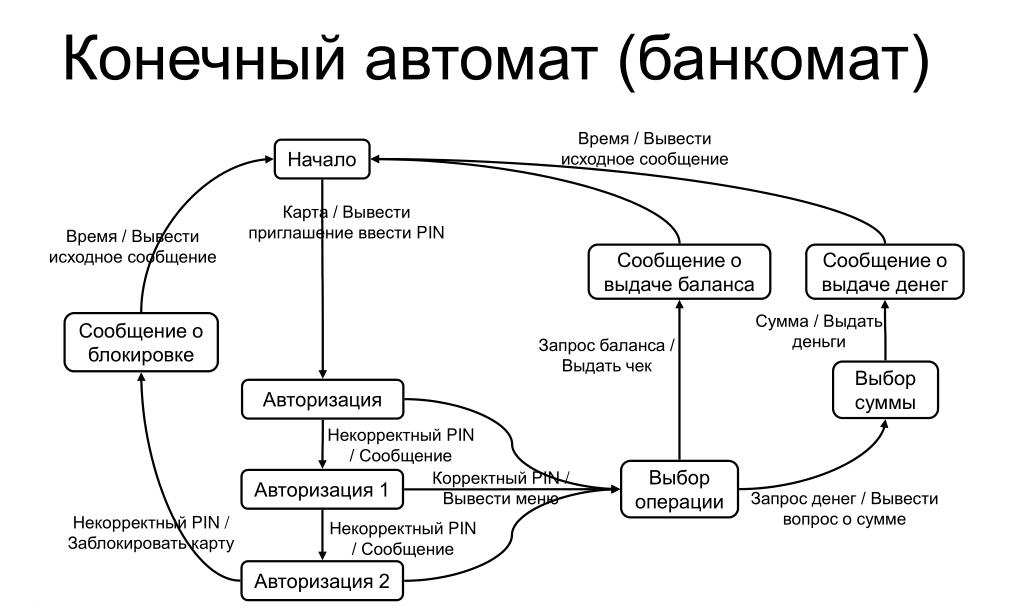 Конечный автомат (банкомат)
Время / Вывести
исходное сообщение
Начало
Карта / Вывести
приглашение ввести PIN
Время / Вывести
исходное сообщение
Сообщение о
выдаче баланса
Сообщение о
выдаче денег
Сообщение о
блокировке
Сумма / Выдать
деньги
Запрос баланса /
Выдать чек
Выбор
суммы
Авторизация
Некорректный PIN
/ Сообщение
Авторизация 1
Корректный PIN /
Вывести меню
Выбор
операции
Запрос денег / Вывести
вопрос о сумме
Некорректный PIN /
Заблокировать карту
Некорректный PIN
/ Сообщение
Авторизация 2